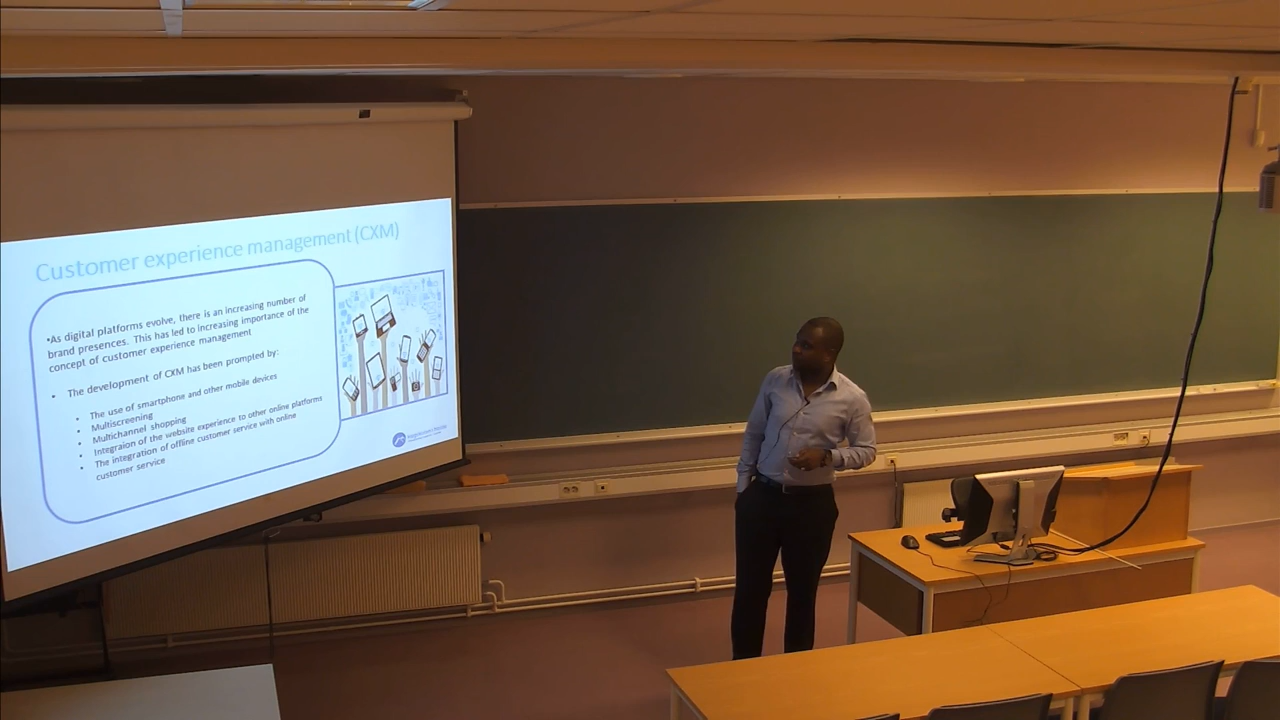 Customer experience management (CXM)
•As digital platforms evolve, there is an increasing number of
brand presences. This has led to increasing importance of the
concept of customer experience management
• The development of CXM has been prompted by:
• The use of smartphone and other mobile devices
• Multiscreening
• Multichannel shopping
• Integraion of the website experience to other online platforms
• The integration of offline customer service with online
customer service